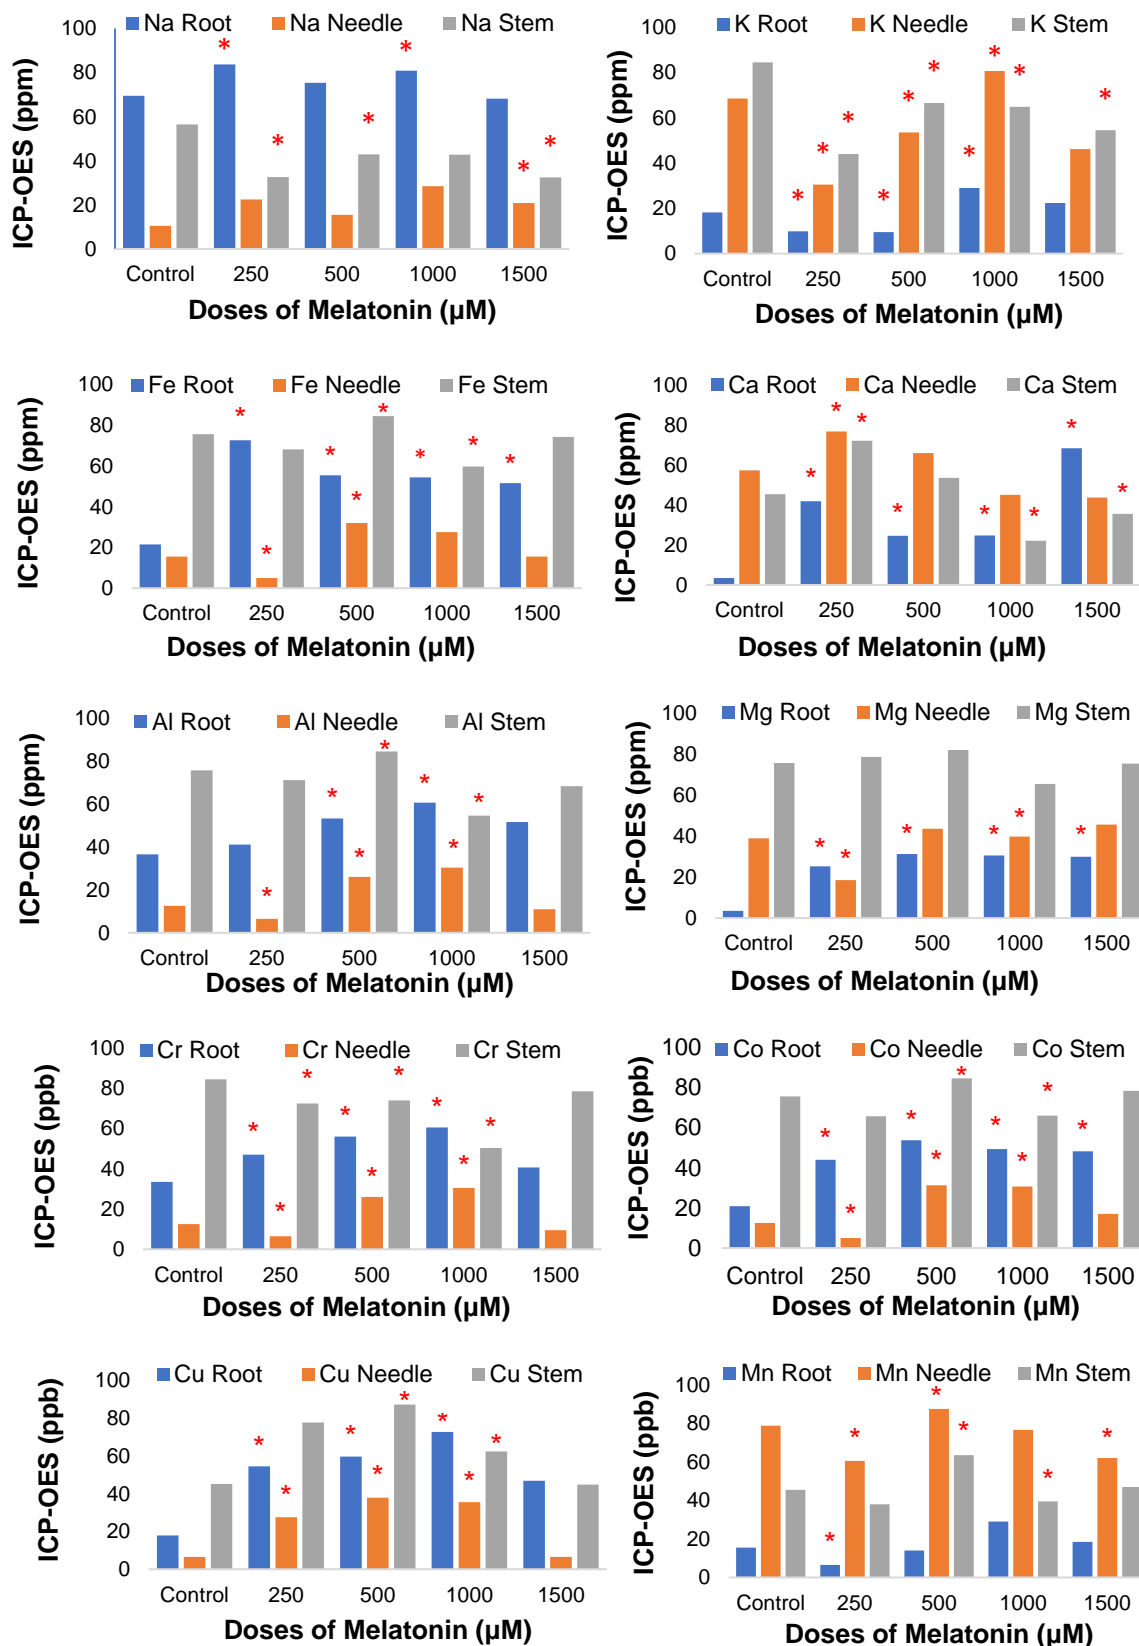 Na Root Na Needle Na Stem
ICP-OES (ppm)
100
80
60
40
20
0
* * * * * *
Control 250 500 1000 1500
Doses of Melatonin (µM)
K Root K Needle K Stem
ICP-OES (ppm)
100
80
60
40
20
0
* * * * * * * * * *
Control 250 500 1000 1500
Doses of Melatonin (µM)
Fe Root Fe Needle Fe Stem
ICP-OES (ppm)
100
80
60
40
20
0
* * * * * * * *
Control 250 500 1000 1500
Doses of Melatonin (µM)
Ca Root Ca Needle Ca Stem
ICP-OES (ppm)
100
80
60
40
20
0
* * * * * * * *
Control 250 500 1000 1500
Doses of Melatonin (µM)
Al Root Al Needle Al Stem
ICP-OES (ppm)
100
80
60
40
20
0
* * * * * * *
Control 250 500 1000 1500
Doses of Melatonin (µM)
Mg Root Mg Needle Mg Stem
ICP-OES (ppm)
100
80
60
40
20
0
* * * * * *
Control 250 500 1000 1500
Doses of Melatonin (µM)
Cr Root Cr Needle Cr Stem
ICP-OES (ppb)
100
80
60
40
20
0
* * * * * * * * *
Control 250 500 1000 1500
Doses of Melatonin (µM)
Co Root Co Needle Co Stem
ICP-OES (ppb)
100
80
60
40
20
0
* * * * * * * * *
Control 250 500 1000 1500
Doses of Melatonin (µM)
Cu Root Cu Needle Cu Stem
ICP-OES (ppb)
100
80
60
40
20
0
* * * * * * * *
Control 250 500 1000 1500
Doses of Melatonin (µM)
Mn Root Mn Needle Mn Stem
ICP-OES (ppb)
100
80
60
40
20
0
* * * * * *
Control 250 500 1000 1500
Doses of Melatonin (µM)